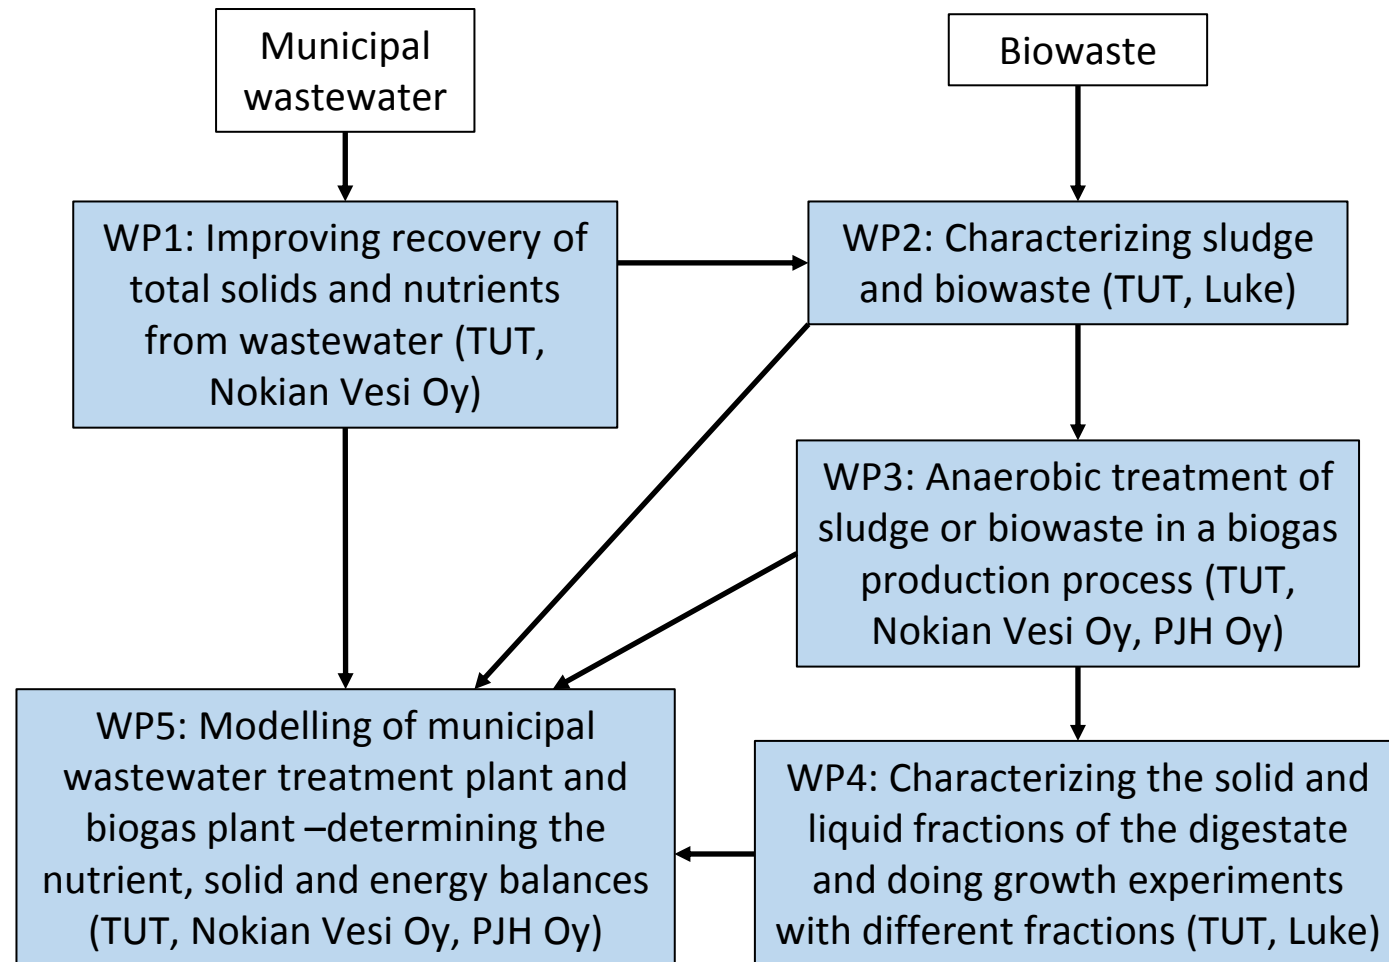 Municipal
wastewater
Biowaste
WP1: Improving recovery of
total solids and nutrients
from wastewater (TUT,
Nokian Vesi Oy)
WP2: Characterizing sludge
and biowaste (TUT, Luke)
WP3: Anaerobic treatment of
sludge or biowaste in a biogas
production process (TUT,
Nokian Vesi Oy, PJH Oy)
WP5: Modelling of municipal
wastewater treatment plant and
biogas plant –determining the
nutrient, solid and energy balances
(TUT, Nokian Vesi Oy, PJH Oy)
WP4: Characterizing the solid and
liquid fractions of the digestate
and doing growth experiments
with different fractions (TUT, Luke)